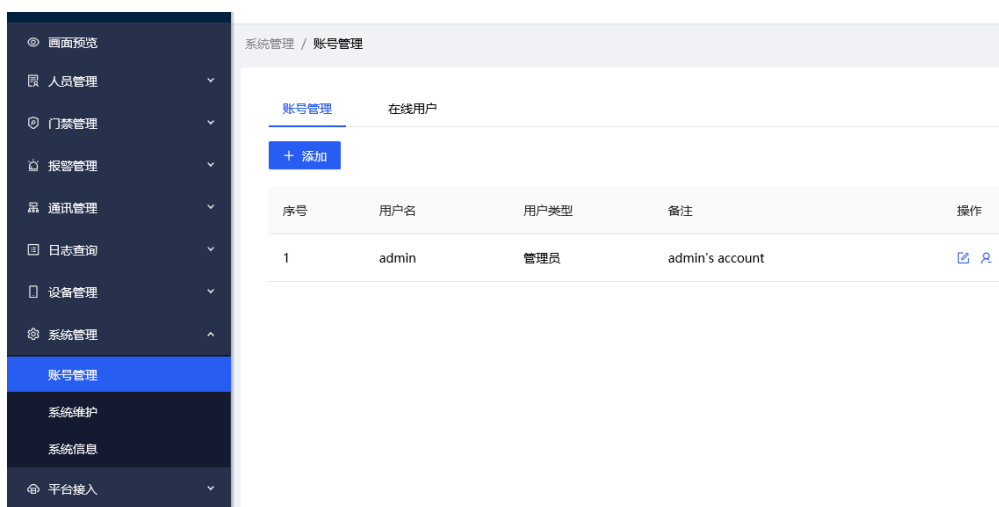 画面预览
人员管理
门禁管理
报警管理
通讯管理
日志查询
设备管理
系统管理
账号管理
系统维护
系统信息
平台接入
系统管理 / 账号管理
账号管理 在线用户
+ 添加
序号 用户名 用户类型 备注 操作
1 admin 管理员 admin's account